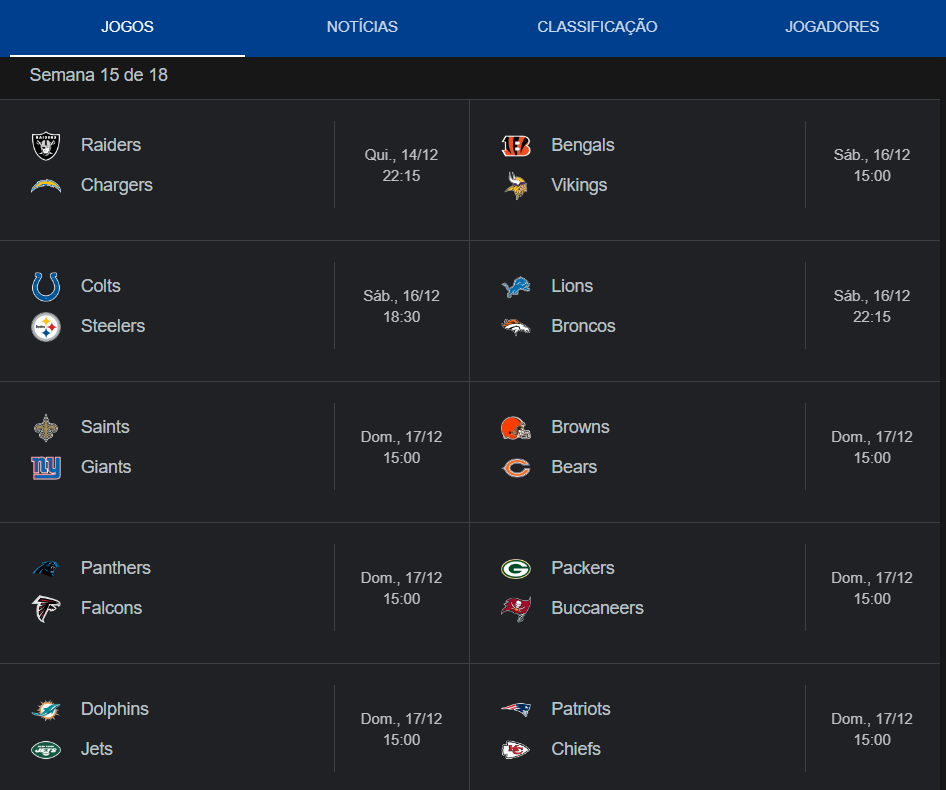 JOGOS
NOTÍCIAS
CLASSIFICAÇÃO
JOGADORES
Semana 15 de 18
Raiders
Chargers
Qui., 14/12
22:15
Bengals
Vikings
Sáb., 16/12
15:00
Colts
Steelers
Sáb., 16/12
18:30
Lions
Broncos
Sáb., 16/12
22:15
Saints
Giants
Dom., 17/12
15:00
Browns
Bears
Dom., 17/12
15:00
Panthers
Falcons
Dom., 17/12
15:00
Packers
Buccaneers
Dom., 17/12
15:00
Dolphins
Jets
Dom., 17/12
15:00
Patriots
Chiefs
Dom., 17/12
15:00